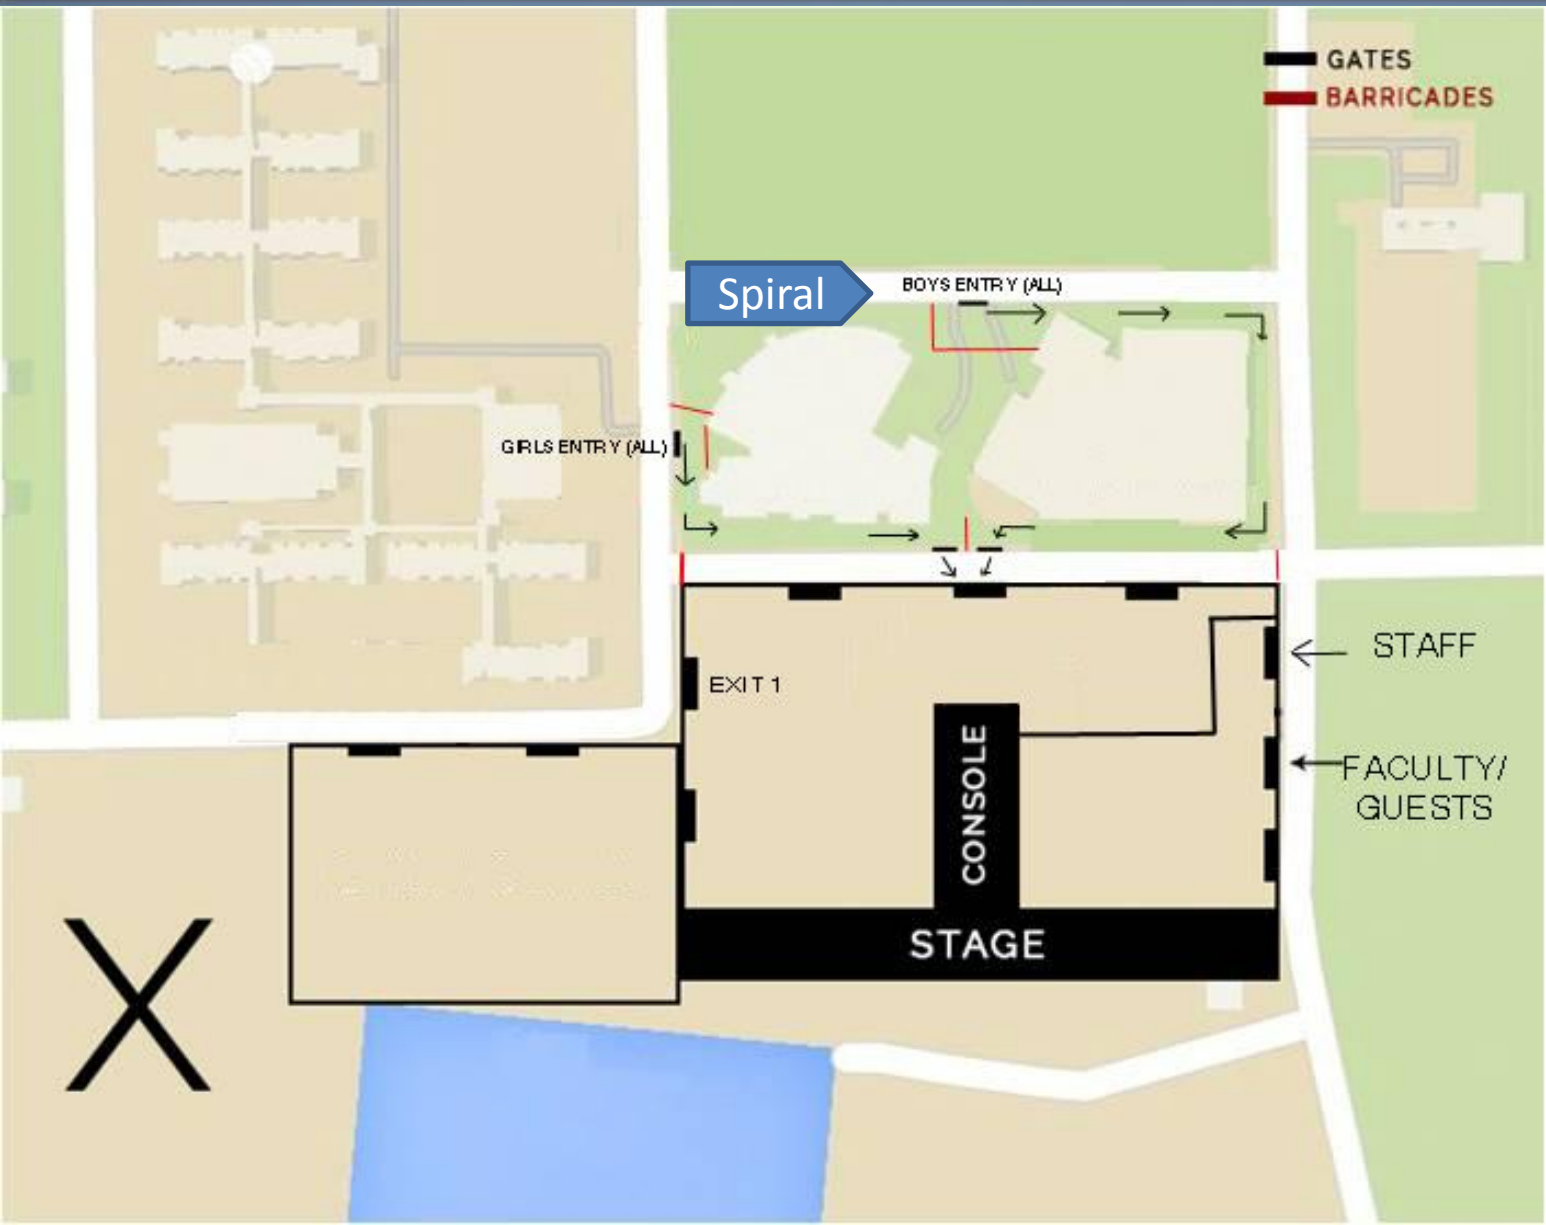 GATES
BARRICADES
Spiral
BOYS ENTRY (ALL)
GIRLS ENTRY (ALL)
STAFF
EXIT 1
CONSOLE
FACULTY/
GUESTS
STAGE
X